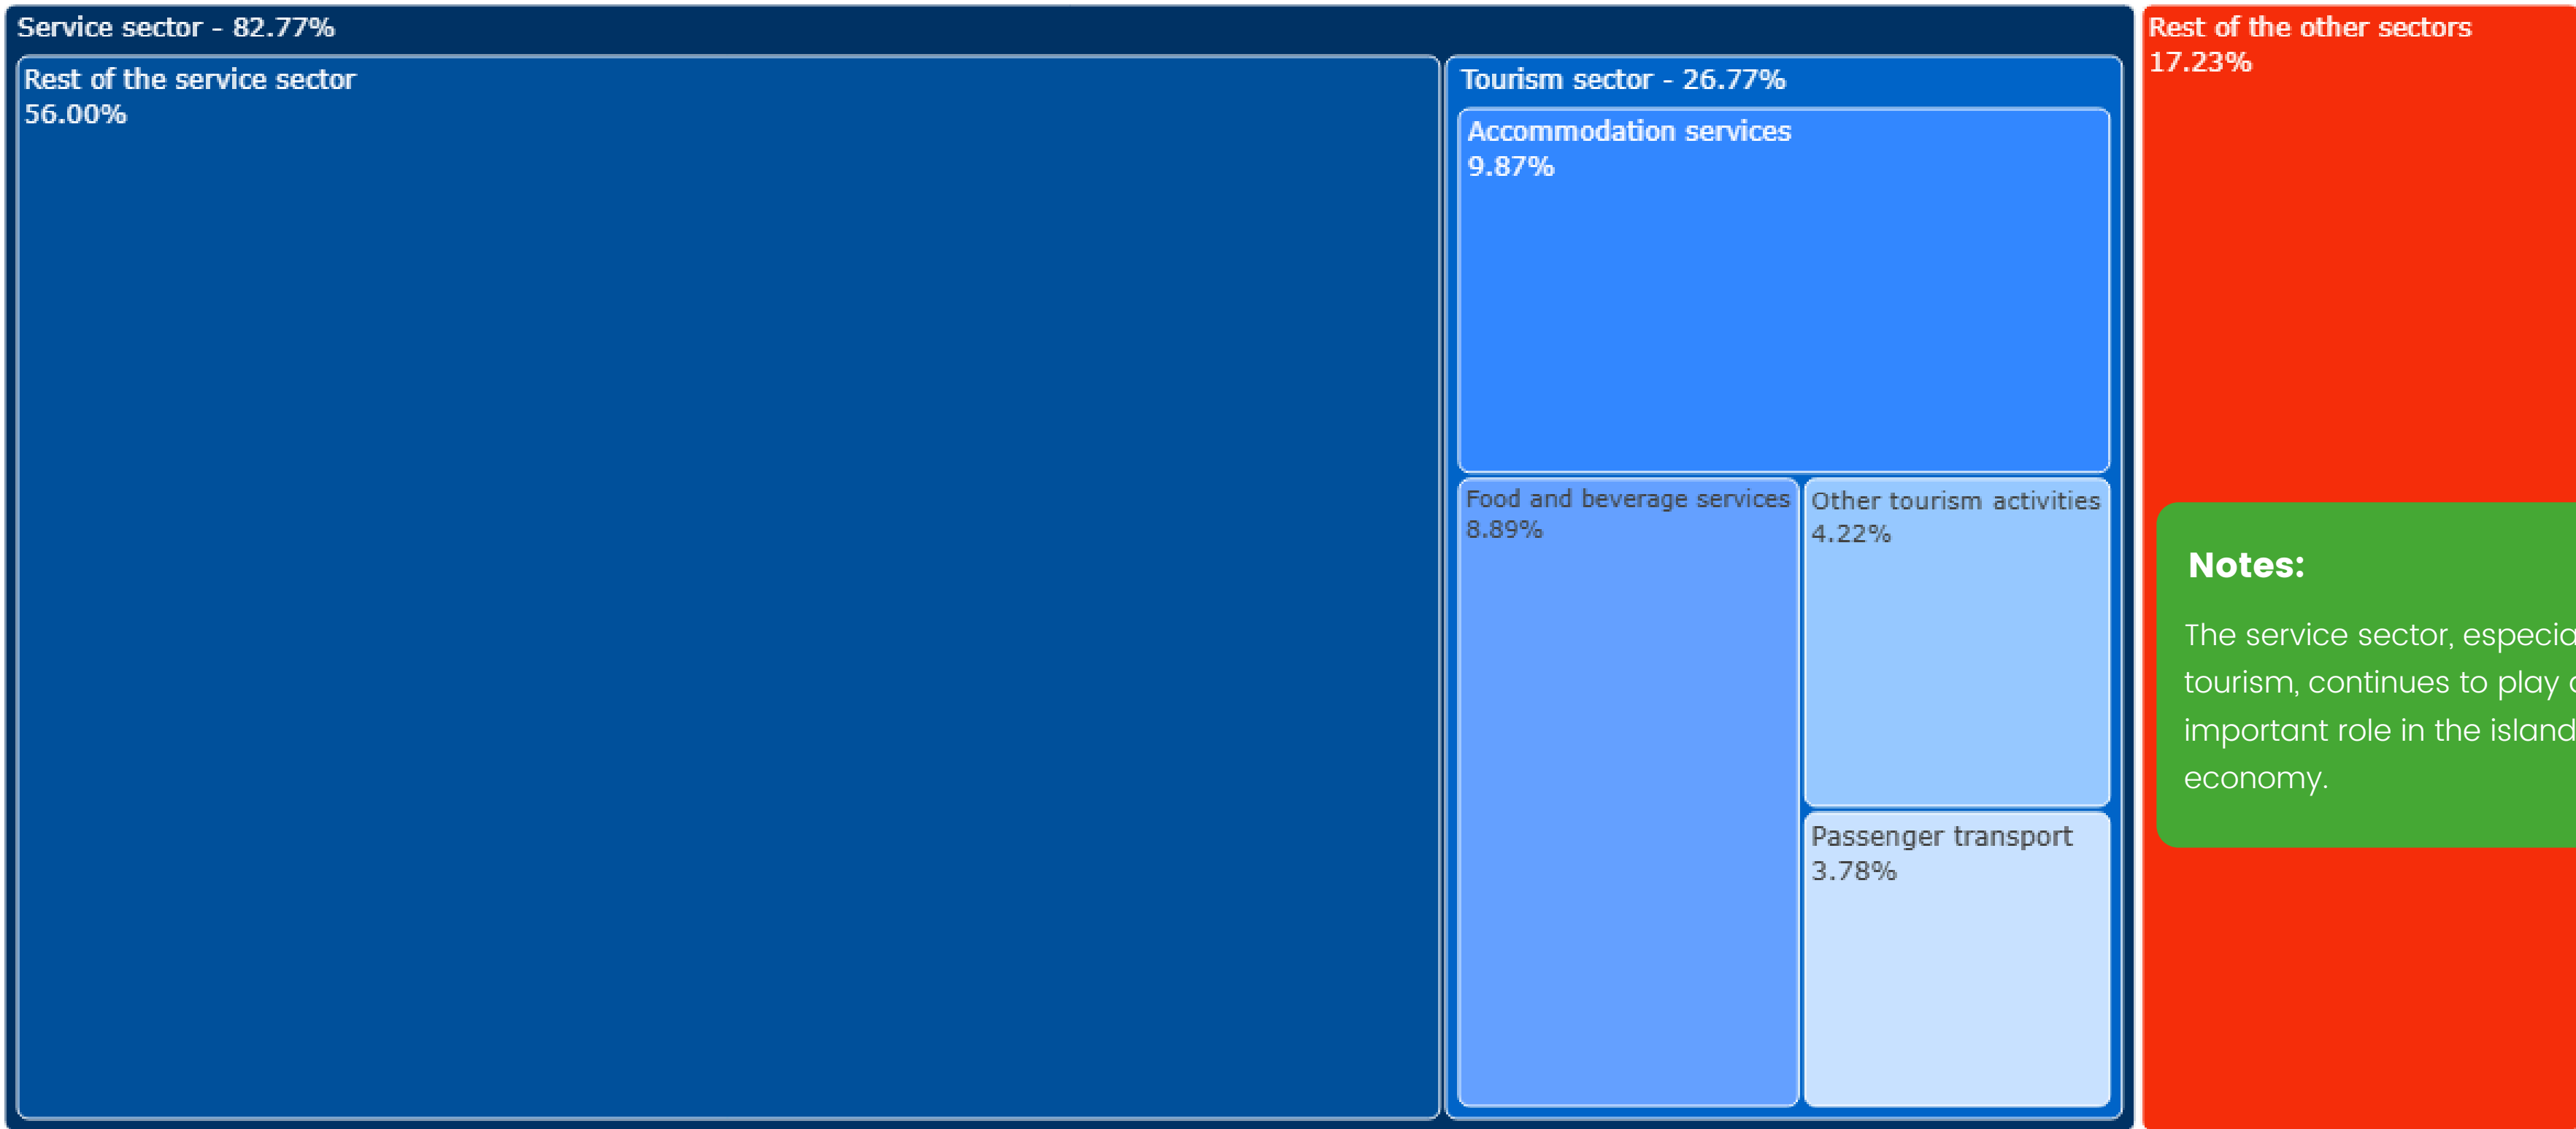 Service sector - 82.77%
Rest of the service sector
56.00%
Tourism sector - 26.77%
Accommodation services
9.87%
Food and beverage services
8.89%
Other tourism activities
4.22%
Passenger transport
3.78%
Rest of the other sectors
17.23%
Notes:
The service sector,
tourism, continues to play
important role in the island
economy.